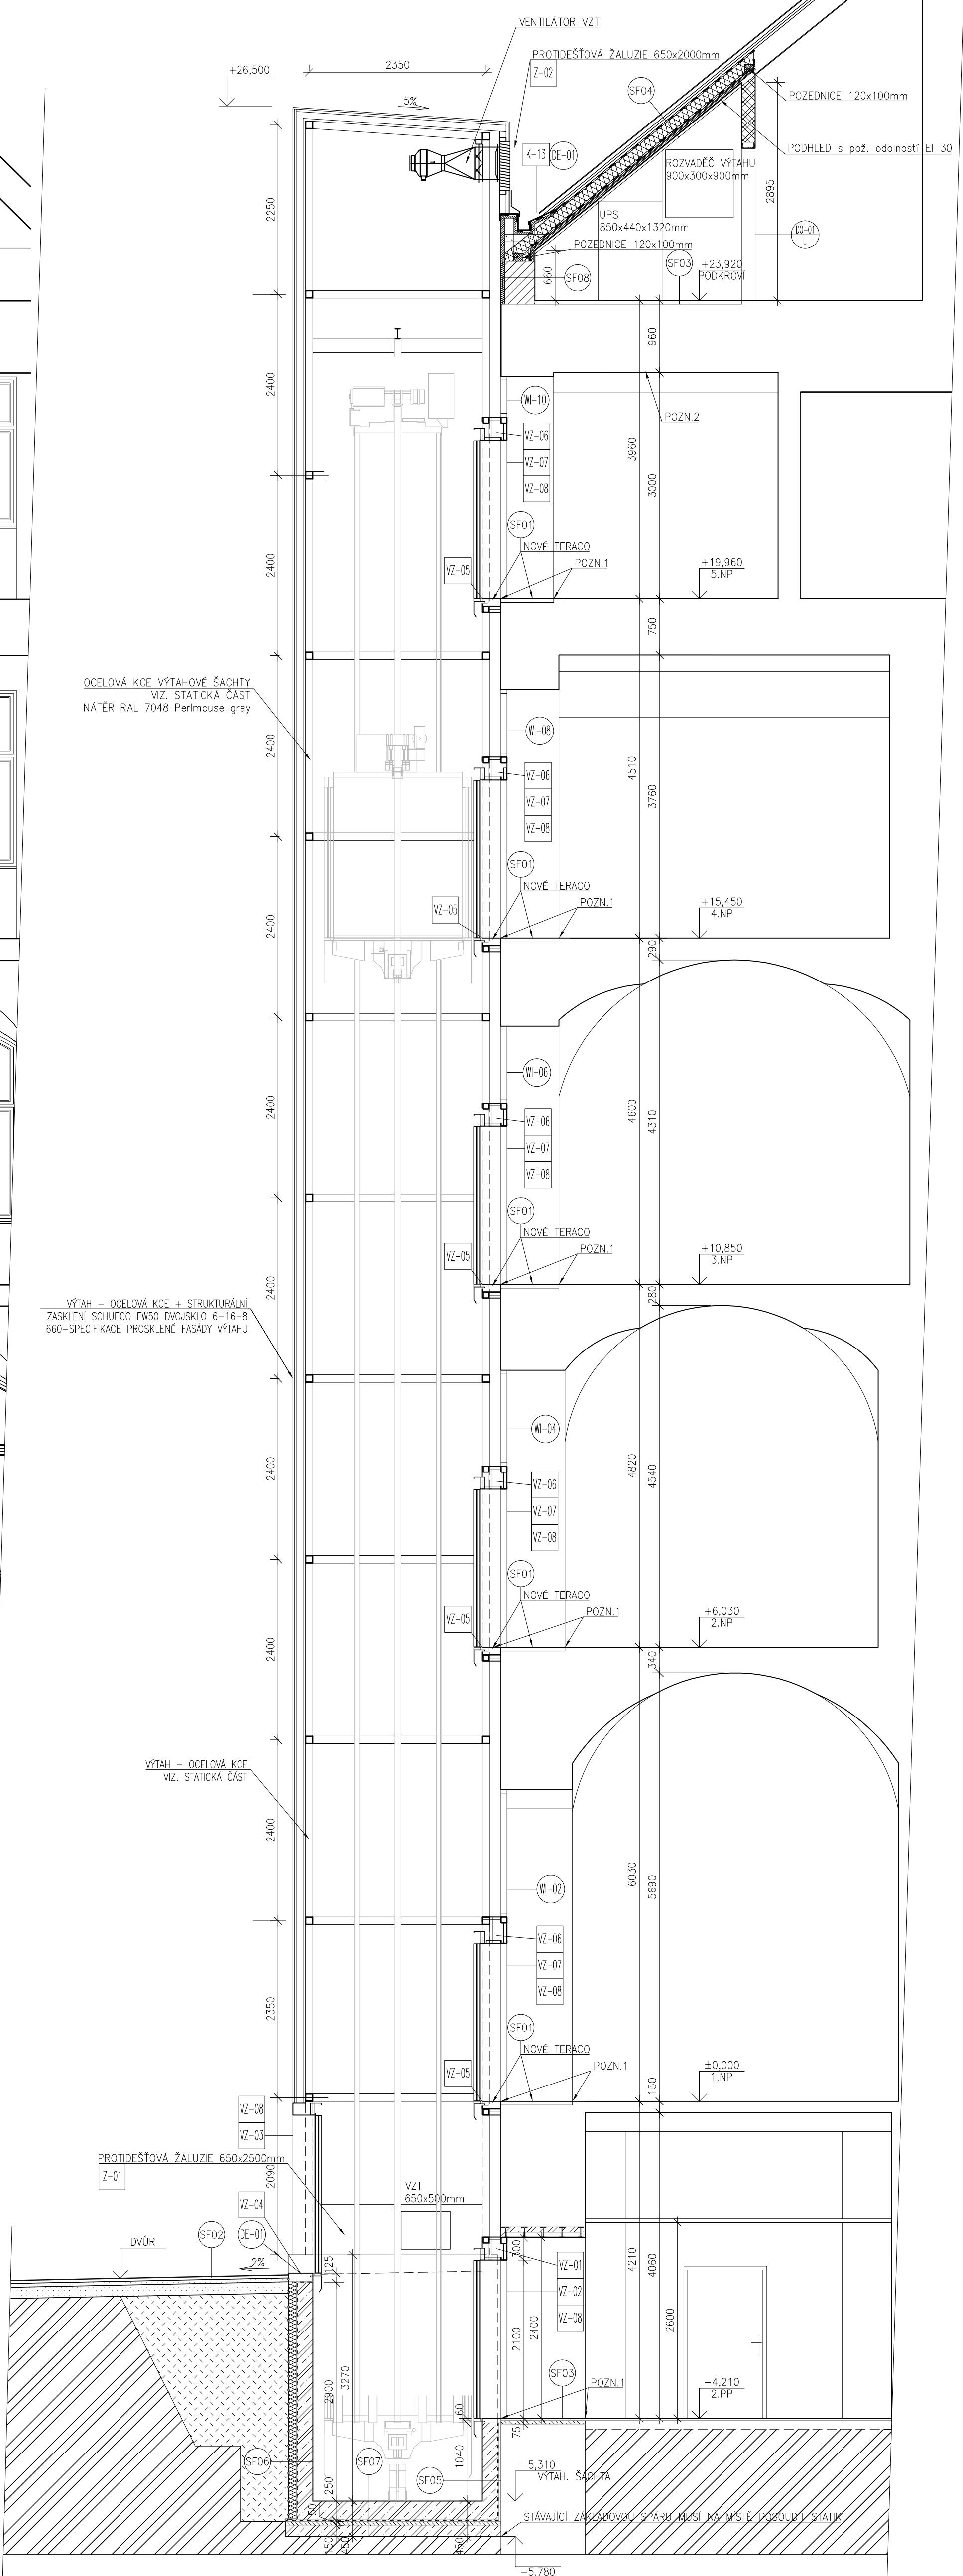 VENTILÁTOR VZT
PROTIDEŠŤOVÁ ŽALUZIE 650x2000mm
Z-02
2350
+26,500
5%
SF04
POZEDNICE 120x100mm
PODHLED s pož. odolností EI 30
K-13
DE-01
ROZVADĚČ VÝTAHU
900x300x900mm
2895
UPS
850x440x1320mm
D0-01
L
POZEDNICE 120x100mm
SF08
660
SF03
+23,920
PODKROVÍ
2250
960
2400
WI-10
POZN.2
VZ-06
VZ-07
VZ-08
3960
3000
SF01
NOVÉ TERACO
POZN.1
VZ-05
+19,960
5.NP
2400
750
OCELOVÁ KCE VÝTAHOVÉ ŠACHTY
VIZ. STATICKÁ ČÁST
NÁTĚR RAL 7048 Perlmouse grey
2400
WI-08
VZ-06
VZ-07
VZ-08
4510
3760
SF01
NOVÉ TERACO
POZN.1
VZ-05
+15,450
4.NP
2400
290
WI-06
2400
VZ-06
VZ-07
VZ-08
4600
4310
SF01
NOVÉ TERACO
POZN.1
VZ-05
+10,850
3.NP
2400
280
VÝTAH – OCELOVÁ KCE + STRUKTURÁLNÍ
ZASKLENÍ SCHUECO FW50 DVOJSKLO 6-16-8
660-SPECIFIKACE PROSKLENÉ FASÁDY VÝTAHU
WI-04
2400
VZ-06
VZ-07
VZ-08
4820
4540
SF01
NOVÉ TERACO
POZN.1
VZ-05
+6,030
2.NP
2400
340
VÝTAH – OCELOVÁ KCE
VIZ. STATICKÁ ČÁST
2400
WI-02
6030
5690
VZ-06
VZ-07
VZ-08
2350
SF01
NOVÉ TERACO
POZN.1
VZ-05
±0,000
1.NP
150
VZ-08
VZ-03
PROTIDEŠŤOVÁ ŽALUZIE 650x2500mm
Z-01
2090
VZT
650x500mm
VZ-04
DE-01
SF02
DVŮR
2%
125
300
VZ-01
VZ-02
VZ-08
4210
4060
2600
2100
2400
2900
3270
SF03
POZN.1
-4,210
2.PP
60
75
1040
SF06
SF07
SF05
250
-5,310
VÝTAH. ŠACHTA
50
150
450
450
STÁVAJÍCÍ ZÁKLADOVOU SPÁRU MUSÍ NA MÍSTĚ POSOUDIT STATIK
-5,780